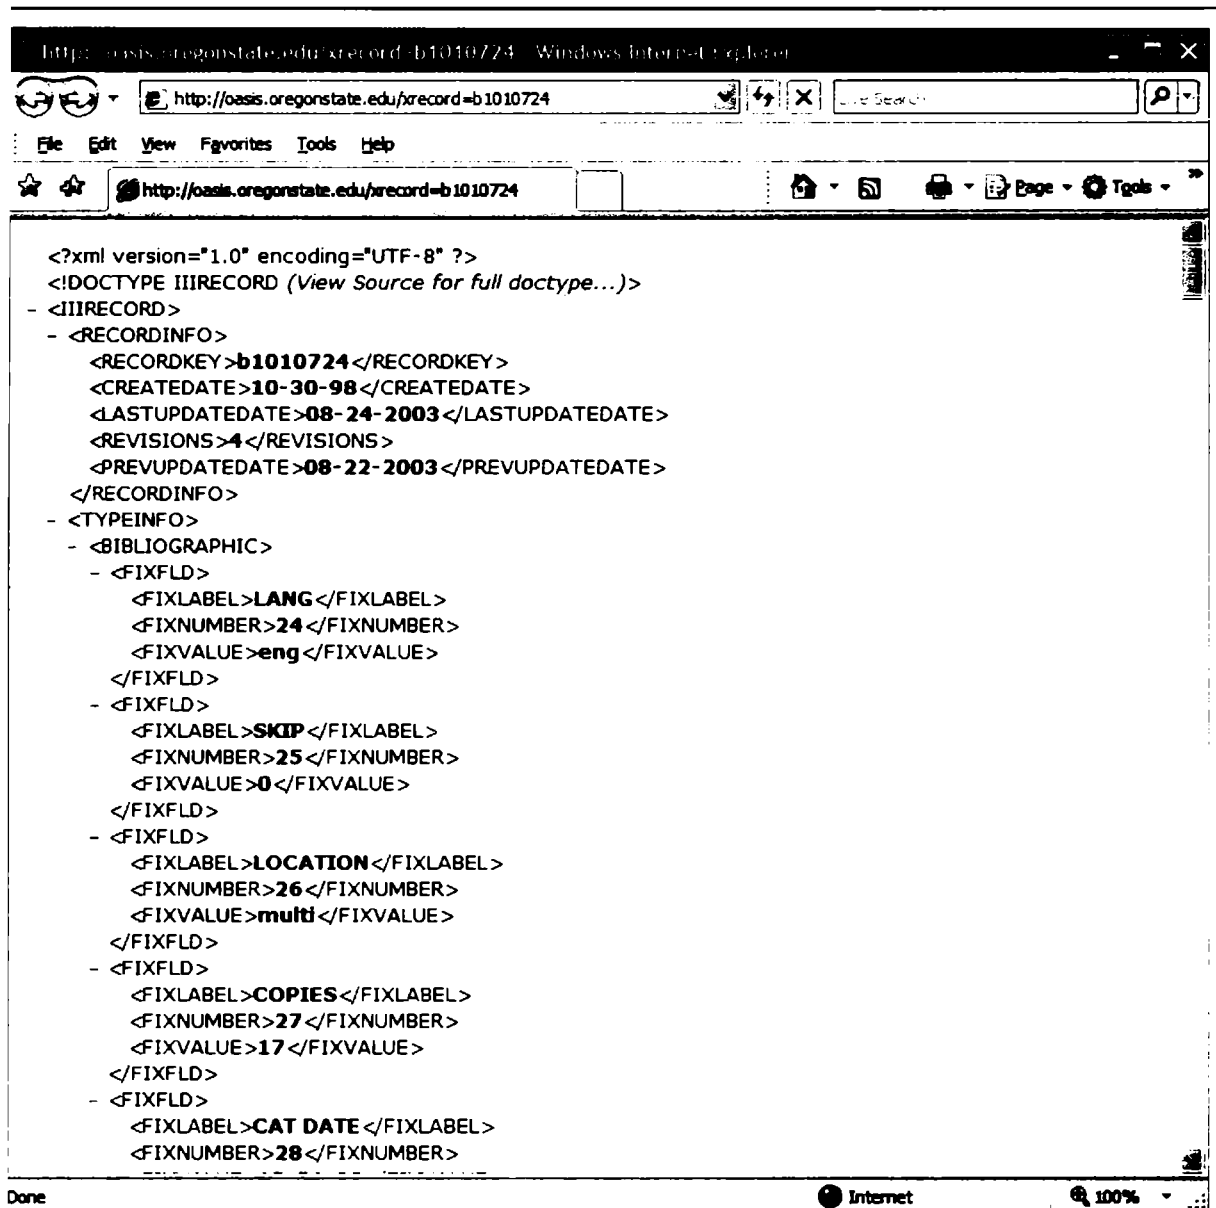 http://oasis.oregonstate.edu/xrecord=b1010724 - Windows Internet Explorer
http://oasis.oregonstate.edu/xrecord=b1010724
Live Search
File Edit View Favorites Tools Help
http://oasis.oregonstate.edu/xrecord=b1010724 Page Tools
<?xml version="1.0" encoding="UTF-8" ?>
<!DOCTYPE IIIRECORD (View Source for full doctype...)>
- <IIIRECORD>
- <RECORDINFO>
<RECORDKEY>b1010724</RECORDKEY>
<CREATEDATE>10-30-98</CREATEDATE>
<LASTUPDATEDATE>08-24-2003</LASTUPDATEDATE>
<REVISIONS>4</REVISIONS>
<PREVUPDATEDATE>08-22-2003</PREVUPDATEDATE>
</RECORDINFO>
- <TYPEINFO>
- <BIBLIOGRAPHIC>
- <FIXFLD>
<FIXLABEL>LANG</FIXLABEL>
<FIXNUMBER>24</FIXNUMBER>
<FIXVALUE>eng</FIXVALUE>
</FIXFLD>
- <FIXFLD>
<FIXLABEL>SKIP</FIXLABEL>
<FIXNUMBER>25</FIXNUMBER>
<FIXVALUE>0</FIXVALUE>
</FIXFLD>
- <FIXFLD>
<FIXLABEL>LOCATION</FIXLABEL>
<FIXNUMBER>26</FIXNUMBER>
<FIXVALUE>multi</FIXVALUE>
</FIXFLD>
- <FIXFLD>
<FIXLABEL>COPIES</FIXLABEL>
<FIXNUMBER>27</FIXNUMBER>
<FIXVALUE>17</FIXVALUE>
</FIXFLD>
- <FIXFLD>
<FIXLABEL>CAT DATE</FIXLABEL>
<FIXNUMBER>28</FIXNUMBER>
Done Internet 100%